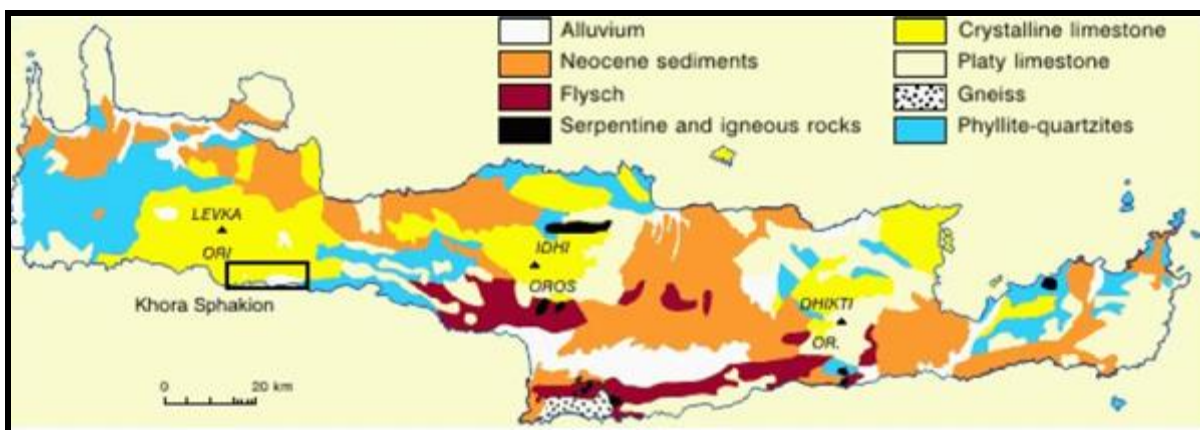 Alluvium
Neocene sediments
Flysch
Serpentine and igneous rocks
Crystalline limestone
Platy limestone
Gneiss
Phyllite-quartzites
LEVKA
ORI
Khora Sphakion
IDHI
OROS
DHIKTI
OR.
0 20 km